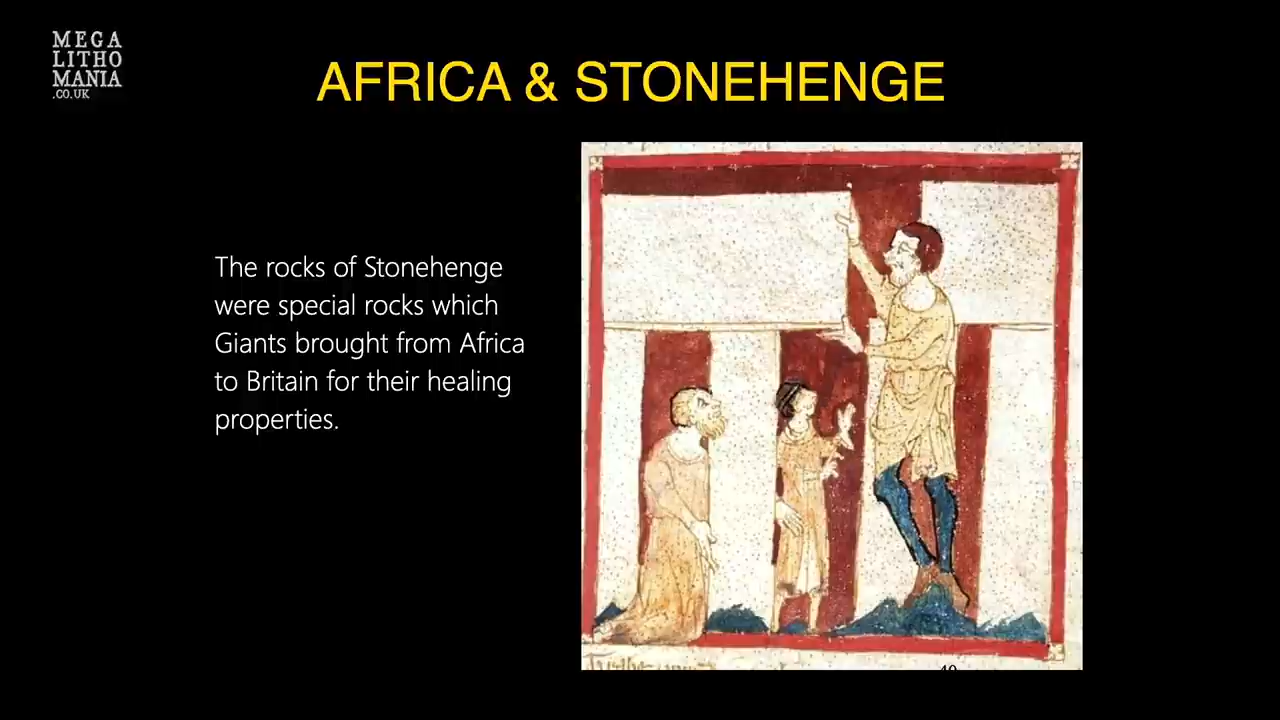 MEGA
LITHO
MANIA
.CO.UK
AFRICA & STONEHENGE
The rocks of Stonehenge
were special rocks which
Giants brought from Africa
to Britain for their healing
properties.